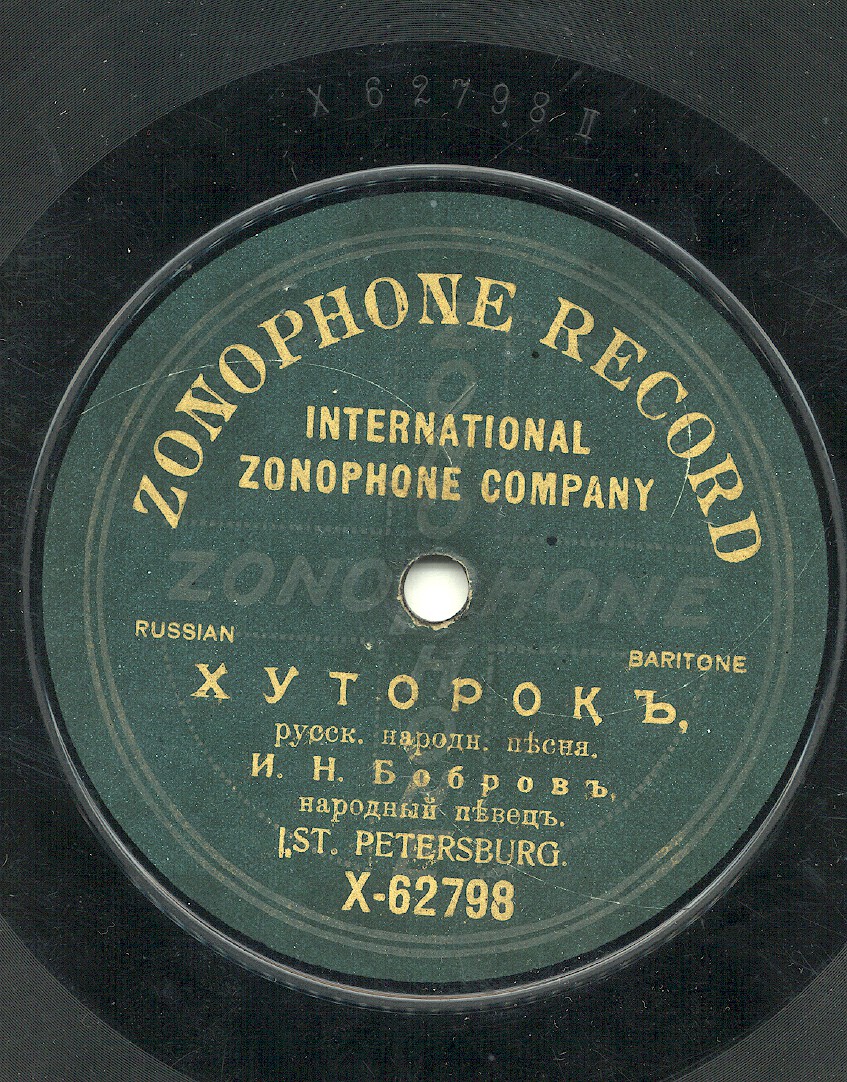 X 62798 II
ZONOPHONE RECORD
INTERNATIONAL
ZONOPHONE COMPANY
ZONOPHONE
RUSSIAN
BARITONE
ХУТОРОКЪ,
русск. народн. пѣсня.
И. Н. Бобровъ,
народный пѣвецъ.
ST. PETERSBURG.
X-62798